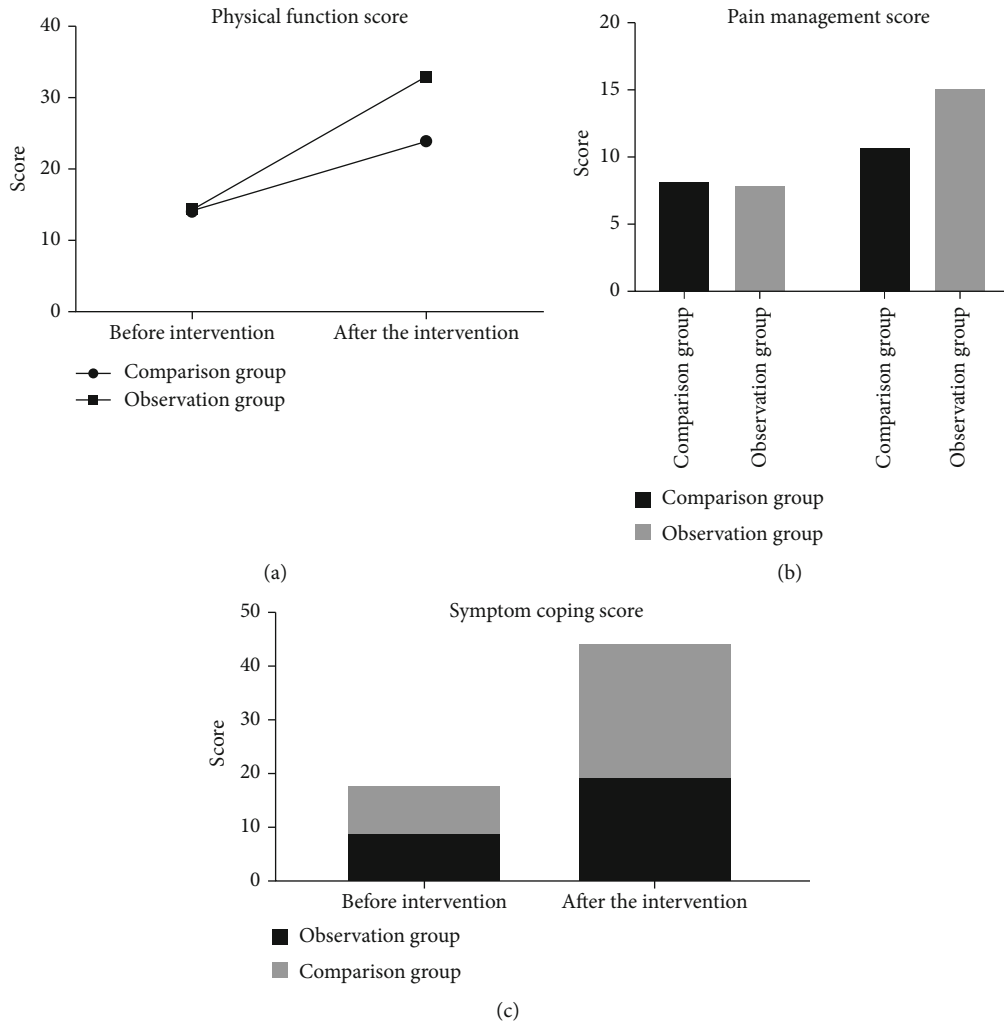 Physical function score
40
30
20
10
0
Score
Before intervention
After the intervention
Comparison group
Observation group
(a)
Pain management score
20
15
10
5
0
Score
Comparison group
Observation group
Comparison group
Observation group
Comparison group
Observation group
(b)
Symptom coping score
50
40
30
20
10
0
Score
Before intervention
After the intervention
Observation group
Comparison group
(c)